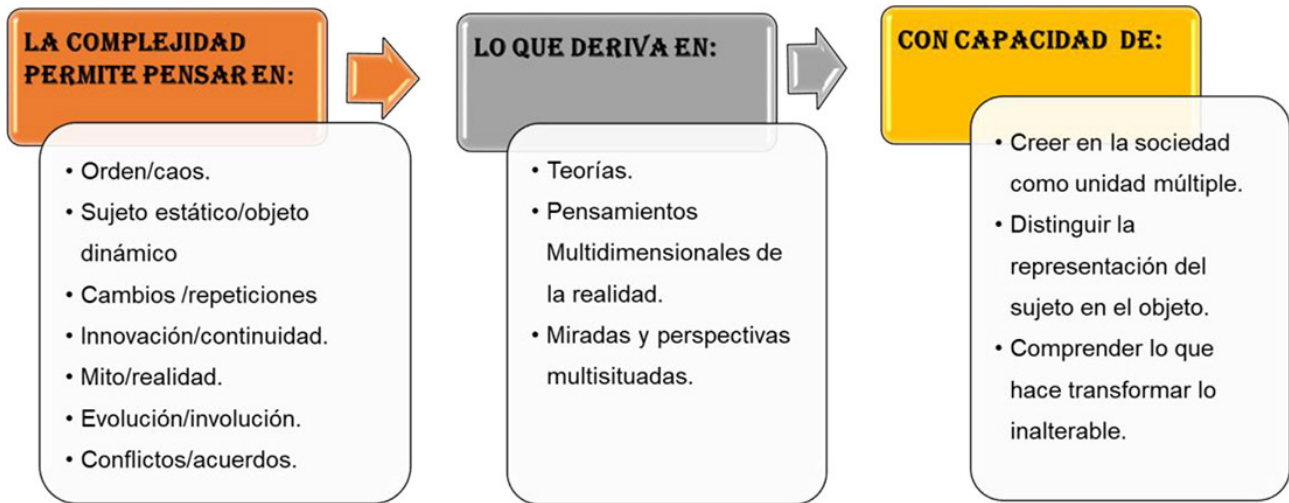 LA COMPLEJIDAD
PERMITE PENSAR EN:
• Orden/caos.
• Sujeto estático/objeto
dinámico
• Cambios /repeticiones
• Innovación/continuidad.
• Mito/realidad.
• Evolución/involución.
• Conflictos/acuerdos.
LO QUE DERIVA EN:
• Teorías.
• Pensamientos
Multidimensionales de
la realidad.
• Miradas y perspectivas
multisituadas.
CON CAPACIDAD DE:
• Creer en la sociedad
como unidad múltiple.
• Distinguir la
representación del
sujeto en el objeto.
• Comprender lo que
hace transformar lo
inalterable.